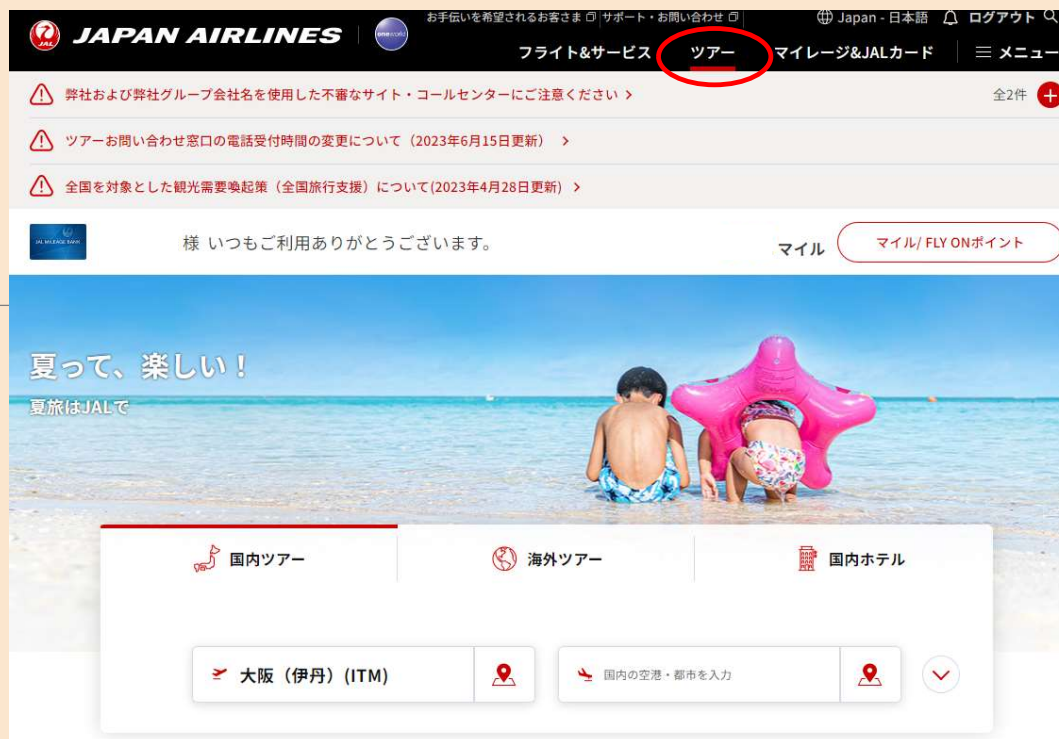 お手伝いを希望されるお客さま サポート・お問い合わせ Japan - 日本語 ログアウト
JAL JAPAN AIRLINES oneworld
フライト&サービス ツアー マイレージ&JALカード メニュー
弊社および弊社グループ会社名を使用した不審なサイト・コールセンターにご注意ください > 全2件
ツアーお問い合わせ窓口の電話受付時間の変更について（2023年6月15日更新） >
全国を対象とした観光需要喚起策（全国旅行支援）について(2023年4月28日更新) >
JAL MILEAGE BANK
様 いつもご利用ありがとうございます。 マイル マイル/ FLY ONポイント
夏って、楽しい！
夏旅はJALで
国内ツアー 海外ツアー 国内ホテル
大阪（伊丹）(ITM) 国内の空港・都市を入力